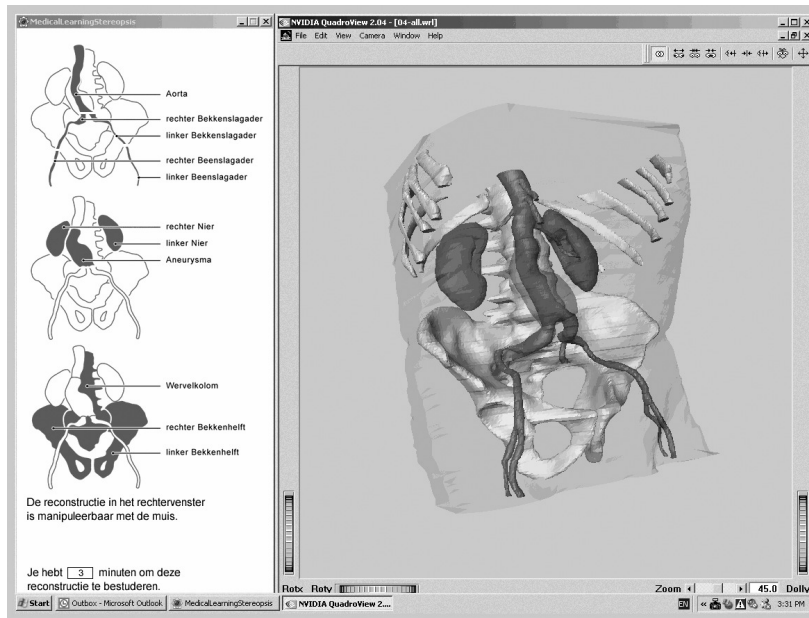 MedicalLearningStereopsis
Aorta
rechter Bekkenslagader
linker Bekkenslagader
rechter Beenslagader
linker Beenslagader
rechter Nier
linker Nier
Aneurysma
Wervelkolom
rechter Bekkenhelft
linker Bekkenhelft
De reconstructie in het rechtervenster
is manipuleerbaar met de muis.
Je hebt 3 minuten om deze
reconstructie te bestuderen.
NVIDIA QuadroView 2.04 - [04-all.wrl]
File Edit View Camera Window Help
Rotx Roty Zoom 45.0 Dolly
Start Outbox - Microsoft Outlook MedicalLearningStereopsis NVIDIA QuadroView 2.... EN « 3:31 PM